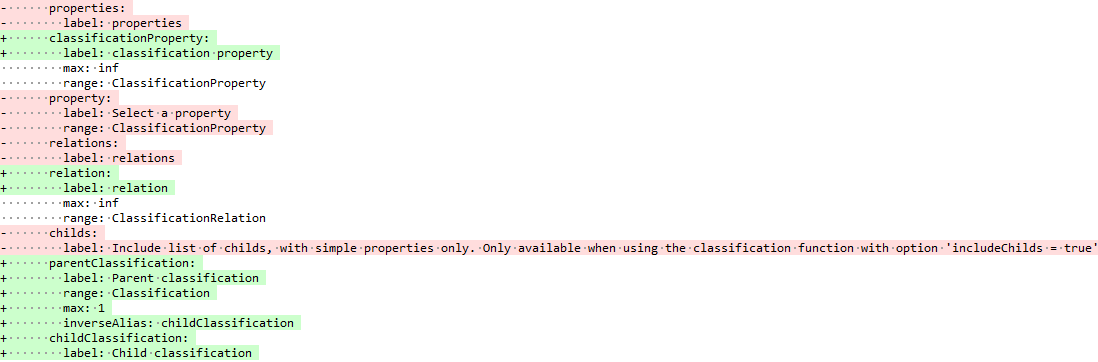 -······properties:
-········label:·properties
+······classificationProperty:
+········label:·classification·property
········max:·inf
········range:·ClassificationProperty
-······property:
-········label:·Select·a·property
-········range:·ClassificationProperty
-······relations:
-········label:·relations
+······relation:
+········label:·relation
········max:·inf
········range:·ClassificationRelation
-······childs:
-········label:·Include·list·of·childs,·with·simple·properties·only.·Only·available·when·using·the·classification·function·with·option·'includeChilds·=·true'
+······parentClassification:
+········label:·Parent·classification
+········range:·Classification
+········max:·1
+········inverseAlias:·childClassification
+······childClassification:
+········label:·Child·classification